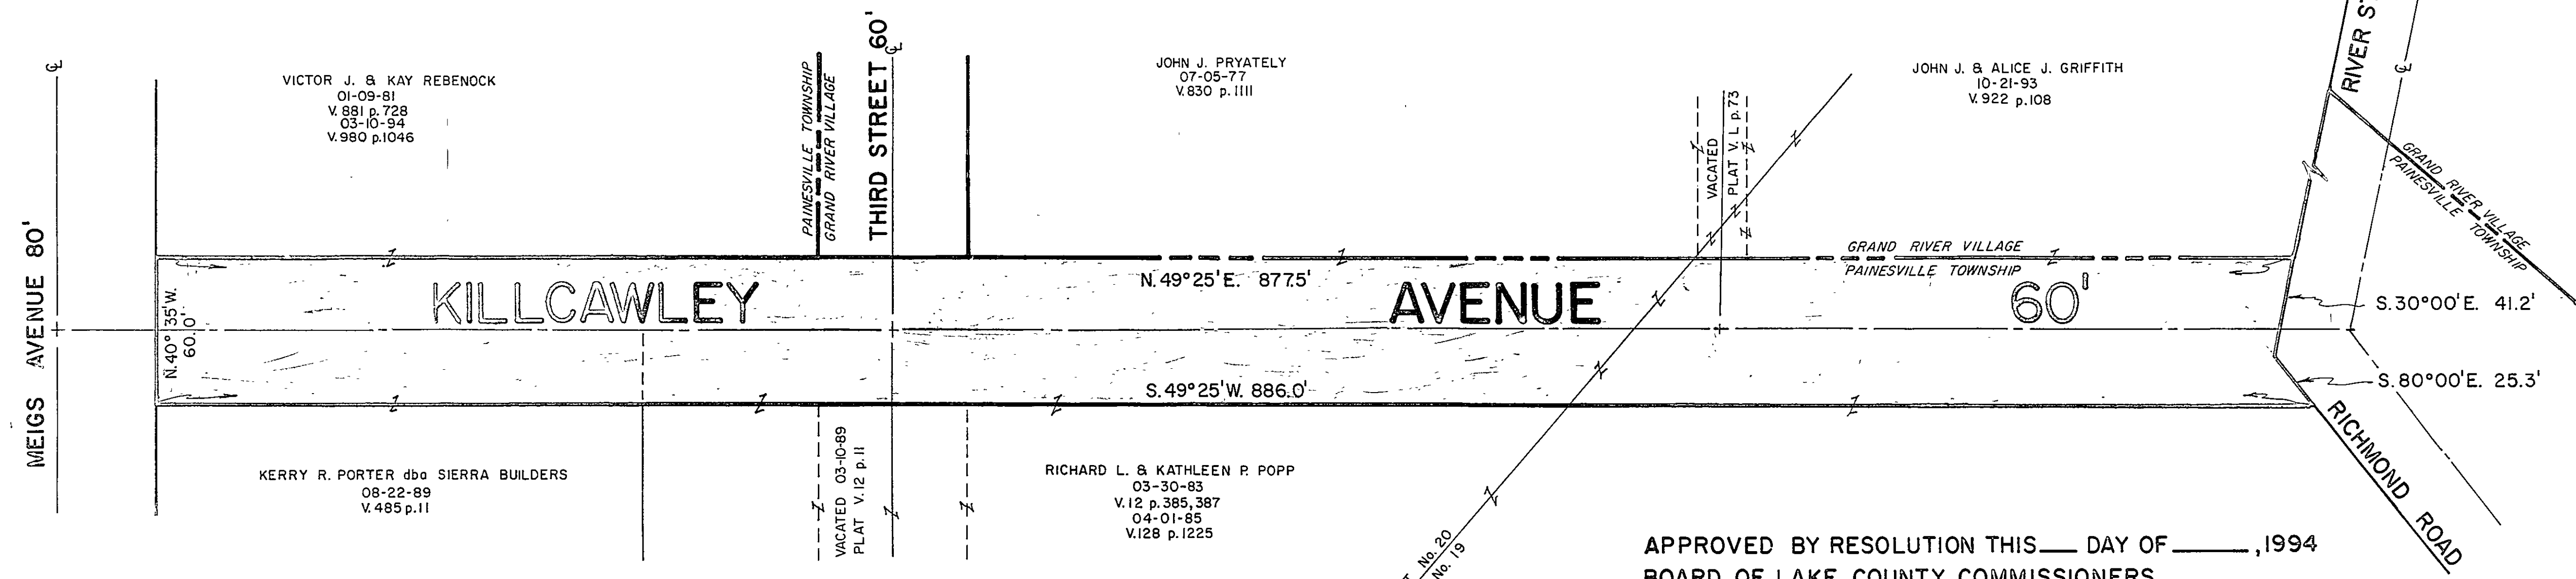 MEIGS AVENUE 80'
VICTOR J. & KAY REBENOCK
01-09-81
V. 881 p. 728
03-10-94
V. 980 p. 1046
PAINESVILLE TOWNSHIP
GRAND RIVER VILLAGE
THIRD STREET 60'
JOHN J. PRYATELY
07-05-77
V. 830 p. 1111
VACATED
PLAT V. L p. 73
JOHN J. & ALICE J. GRIFFITH
10-21-93
V. 922 p. 108
RIVER
GRAND RIVER VILLAGE
PAINESVILLE TOWNSHIP
GRAND RIVER VILLAGE
PAINESVILLE TOWNSHIP
N. 40° 35' W.
60.0'
KILLCAWLEY AVENUE 60'
N. 49° 25' E. 877.5'
S. 49° 25' W. 886.0'
S. 30° 00' E. 41.2'
S. 80° 00' E. 25.3'
RICHMOND ROAD
KERRY R. PORTER dba SIERRA BUILDERS
08-22-89
V. 485 p. 11
VACATED 03-10-89
PLAT V. 12 p. 11
RICHARD L. & KATHLEEN P. POPP
03-30-83
V. 12 p. 385, 387
04-01-85
V. 128 p. 1225
No. 20
No. 19
APPROVED BY RESOLUTION THIS___ DAY OF_____, 1994
BOARD OF LAKE COUNTY COMMISSIONERS